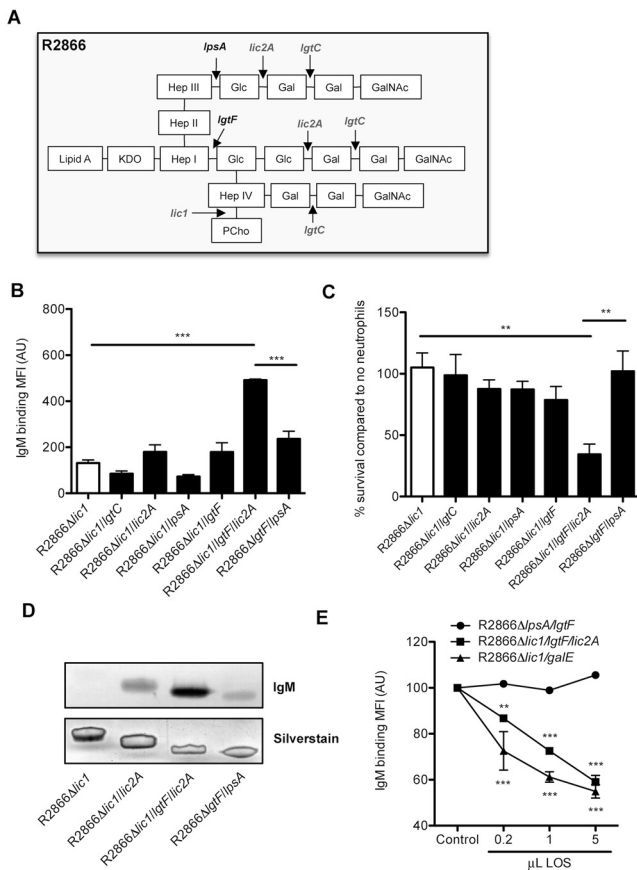 A
R2866
lpsA lic2A lgtC
Hep III Glc Gal Gal GalNAc
Hep II
lgtF lic2A lgtC
Lipid A KDO Hep I Glc Glc Gal Gal GalNAc
Hep IV Gal Gal GalNAc
lic1
PCho
lgtC
B
IgM binding MFI (AU)
800
600
400
200
0
***
***
R2866Δlic1
R2866Δlic1/lgtC
R2866Δlic1/lic2A
R2866Δlic1/lpsA
R2866Δlic1/lgtF
R2866Δlic1/lgtF/lic2A
R2866ΔlgtF/lpsA
C
% survival compared to no neutrophils
150
100
50
0
**
**
R2866Δlic1
R2866Δlic1/lgtC
R2866Δlic1/lic2A
R2866Δlic1/lpsA
R2866Δlic1/lgtF
R2866Δlic1/lgtF/lic2A
R2866ΔlgtF/lpsA
D
IgM
Silverstain
R2866Δlic1
R2866Δlic1/lic2A
R2866Δlic1/lgtF/lic2A
R2866ΔlgtF/lpsA
E
R2866ΔlpsA/lgtF
R2866Δlic1/lgtF/lic2A
R2866Δlic1/galE
IgM binding MFI (AU)
120
100
80
60
40
**
***
***
***
***
***
Control 0.2 1 5
µL LOS